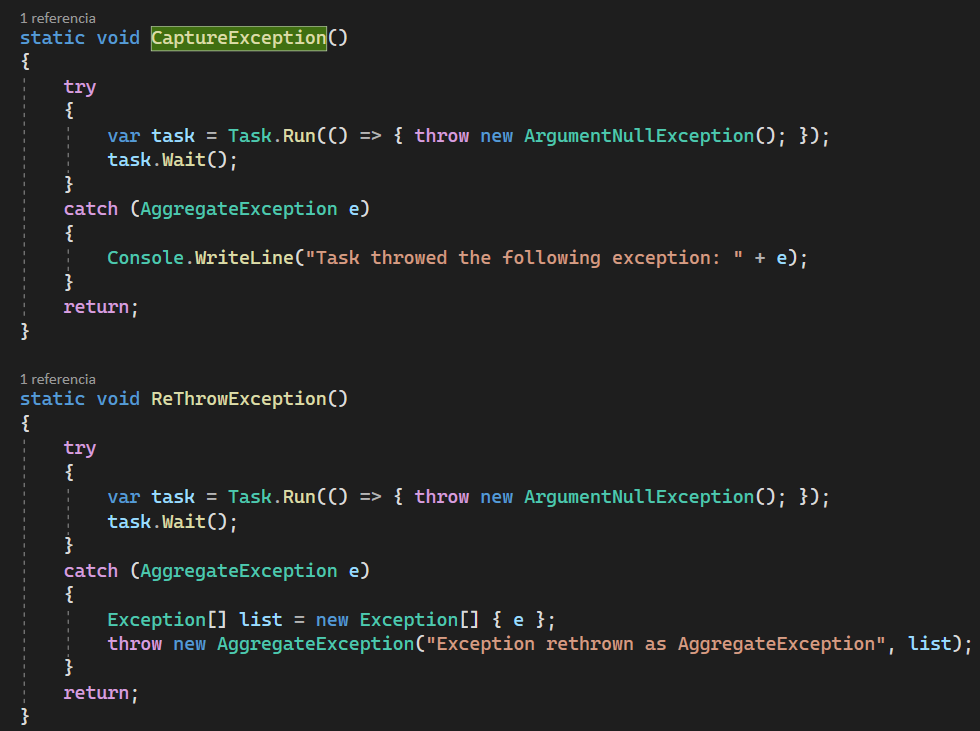 1 referencia
static void CaptureException()
{
    try
    {
        var task = Task.Run(() => { throw new ArgumentNullException(); });
        task.Wait();
    }
    catch (AggregateException e)
    {
        Console.WriteLine("Task throwed the following exception: " + e);
    }
    return;
}
1 referencia
static void ReThrowException()
{
    try
    {
        var task = Task.Run(() => { throw new ArgumentNullException(); });
        task.Wait();
    }
    catch (AggregateException e)
    {
        Exception[] list = new Exception[] { e };
        throw new AggregateException("Exception rethrown as AggregateException", list);
    }
    return;
}